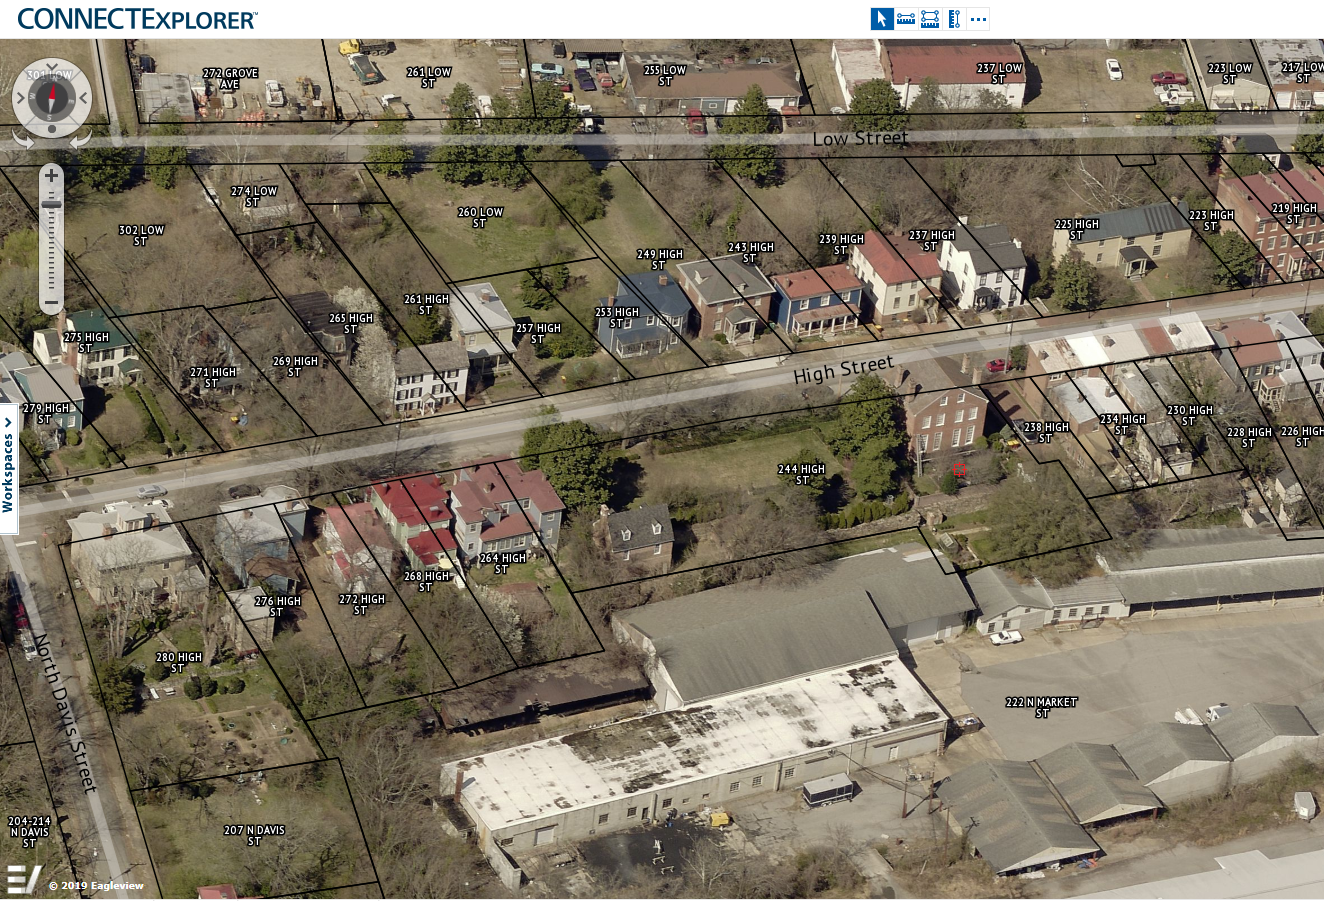 CONNECTEXPLORER™
301 LOW
272 GROVE
AVE
261 LOW
ST
255 LOW
ST
237 LOW
ST
223 LOW
ST
217 LOW
ST
Low Street
274 LOW
ST
302 LOW
ST
260 LOW
ST
249 HIGH
ST
243 HIGH
ST
239 HIGH
ST
237 HIGH
ST
225 HIGH
ST
223 HIGH
ST
219 HIGH
ST
275 HIGH
ST
271 HIGH
ST
269 HIGH
ST
265 HIGH
ST
261 HIGH
ST
257 HIGH
ST
253 HIGH
ST
279 HIGH
ST
High Street
Workspaces
244 HIGH
ST
238 HIGH
ST
234 HIGH
ST
230 HIGH
ST
228 HIGH
ST
226 HIGH
ST
280 HIGH
ST
276 HIGH
ST
272 HIGH
ST
268 HIGH
ST
264 HIGH
ST
North Davis Street
222 N MARKET
ST
204-214
N DAVIS
ST
207 N DAVIS
ST
© 2019 Eagleview